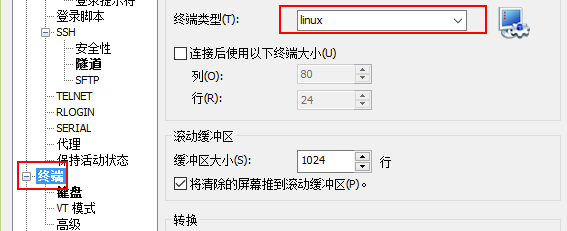 登录提示符
登录脚本
SSH
安全性
隧道
SFTP
TELNET
RLOGIN
SERIAL
代理
保持活动状态
终端
键盘
VT 模式
高级
终端类型(T):
linux
连接后使用以下终端大小(U)
列(O):
80
行(R):
24
滚动缓冲区
缓冲区大小(S):
1024
行
将清除的屏幕推到滚动缓冲区(P)。
转换